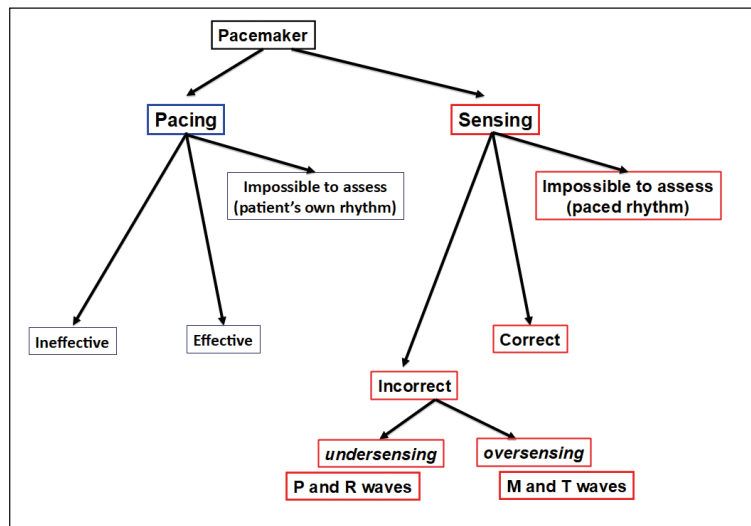 Pacemaker
Pacing
Sensing
Impossible to assess
(patient's own rhythm)
Impossible to assess
(paced rhythm)
Ineffective
Effective
Correct
Incorrect
undersensing
oversensing
P and R waves
M and T waves